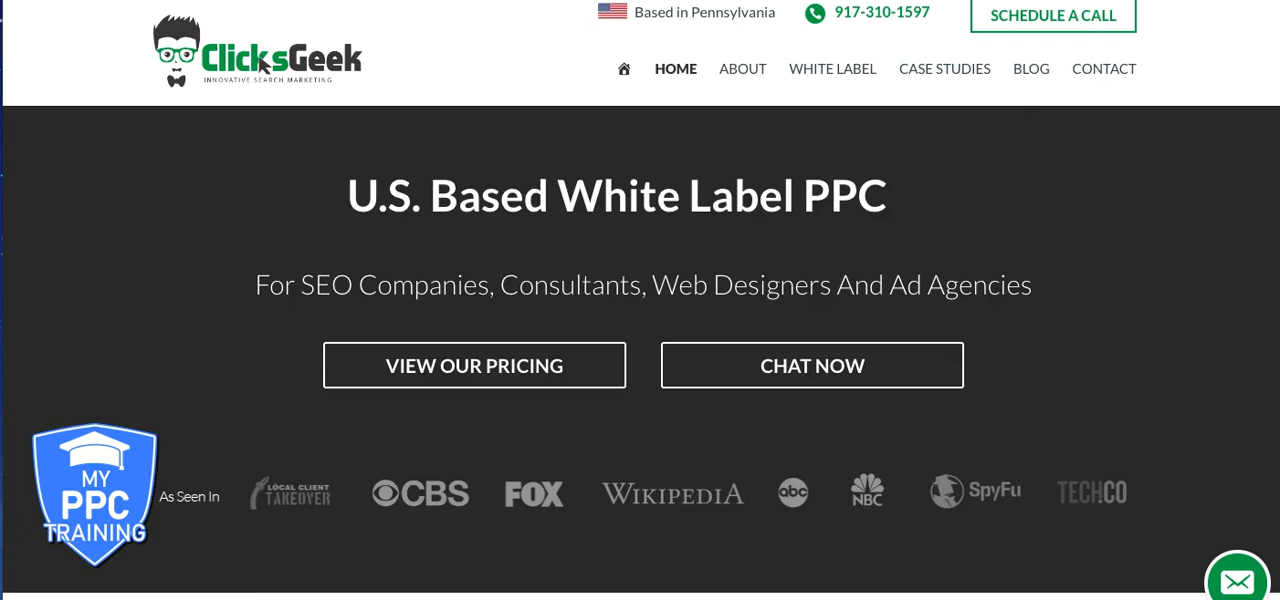 Based in Pennsylvania
917-310-1597
SCHEDULE A CALL
ClicksGeek
INNOVATIVE SEARCH MARKETING
HOME
ABOUT
WHITE LABEL
CASE STUDIES
BLOG
CONTACT
U.S. Based White Label PPC
For SEO Companies, Consultants, Web Designers And Ad Agencies
VIEW OUR PRICING
CHAT NOW
MY
PPC
TRAINING
As Seen In
LOCAL CLIENT
TAKEOVER
CBS
FOX
WIKIPEDIA
abc
NBC
SpyFu
TECHCO